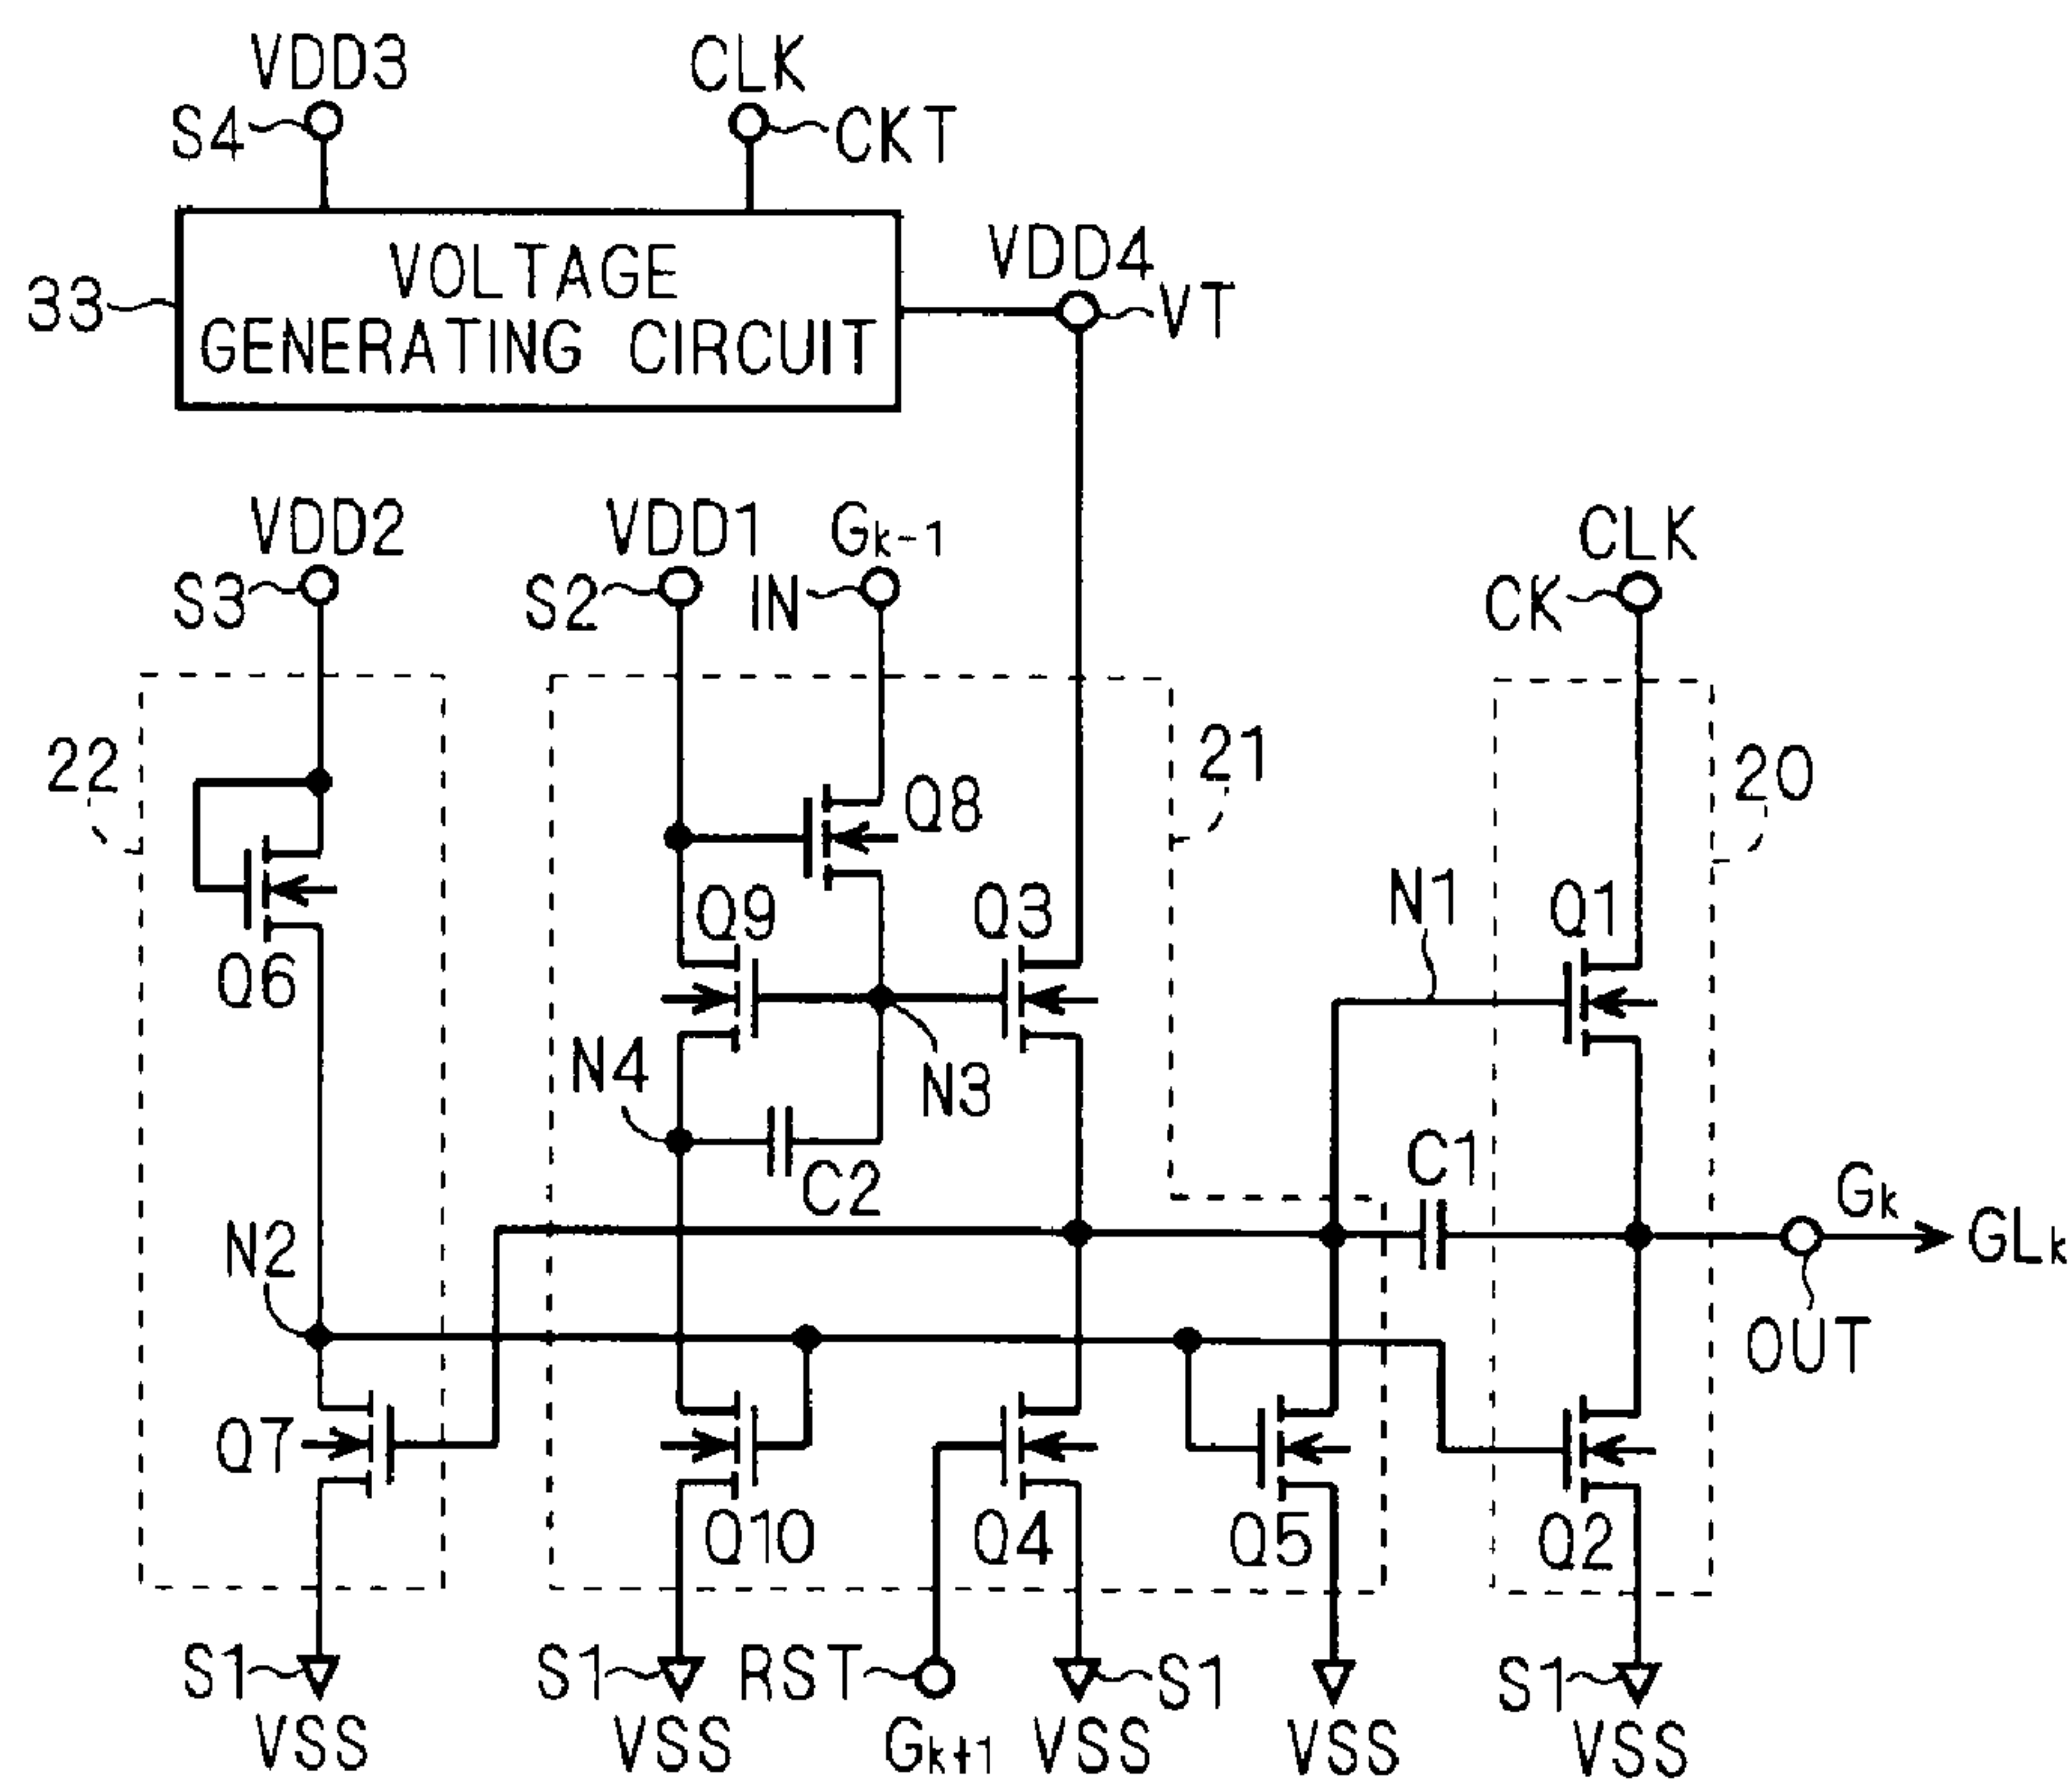 VDD3
CLK
S4
CKT
VOLTAGE
GENERATING CIRCUIT
33
VDD4
VT
VDD2
VDD1
Gk-1
CLK
S3
S2
IN
CK
22
21
20
Q8
Q6
Q9
Q3
N1
Q1
N4
N3
C2
C1
Gk
GLk
N2
OUT
Q7
Q10
Q4
Q5
Q2
S1
S1
RST
S1
S1
VSS
VSS
Gk+1
VSS
VSS
VSS